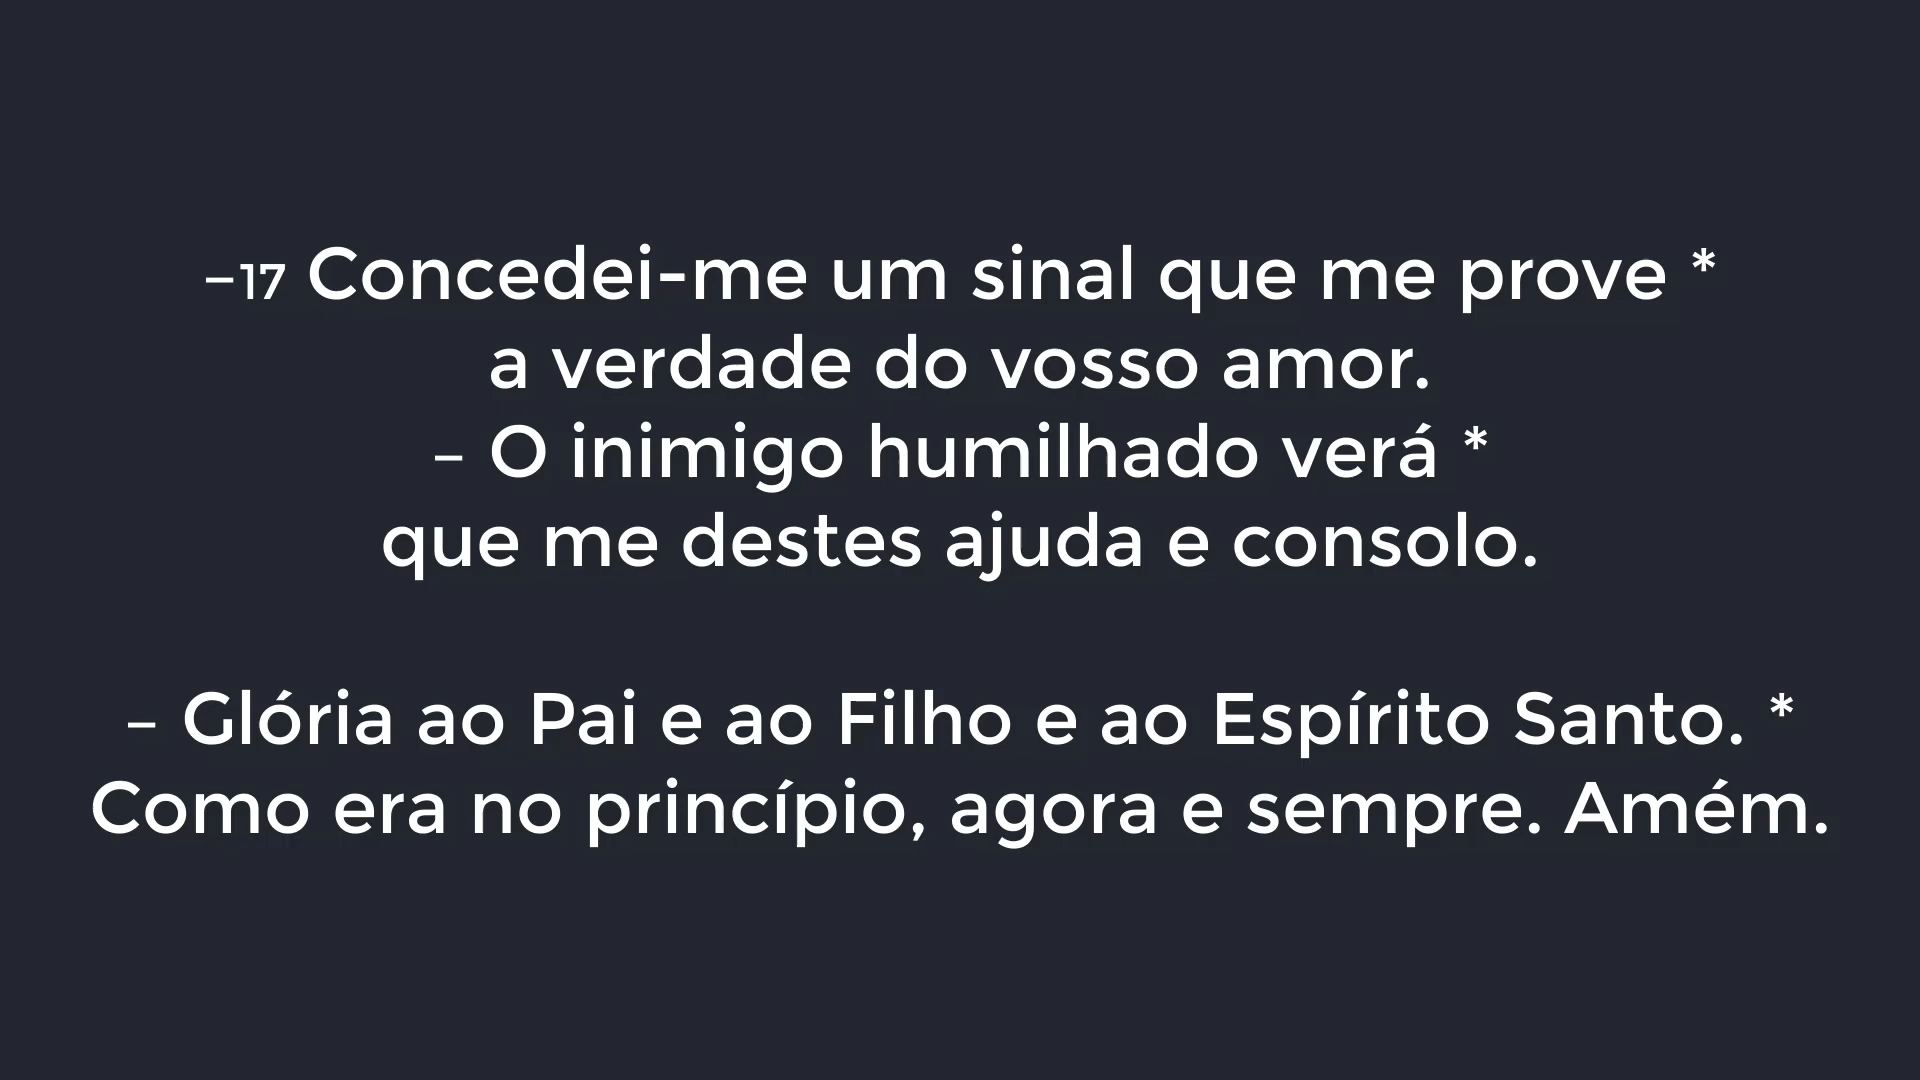 –17 Concedei-me um sinal que me prove *
a verdade do vosso amor.
– O inimigo humilhado verá *
que me destes ajuda e consolo.
– Glória ao Pai e ao Filho e ao Espírito Santo. *
Como era no princípio, agora e sempre. Amém.